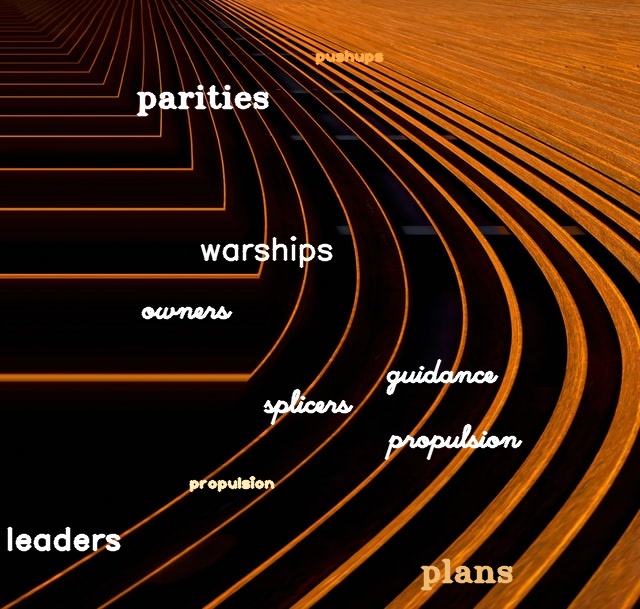 pushups
parities
warships
owners
guidance
splicers
propulsion
propulsion
leaders
plans